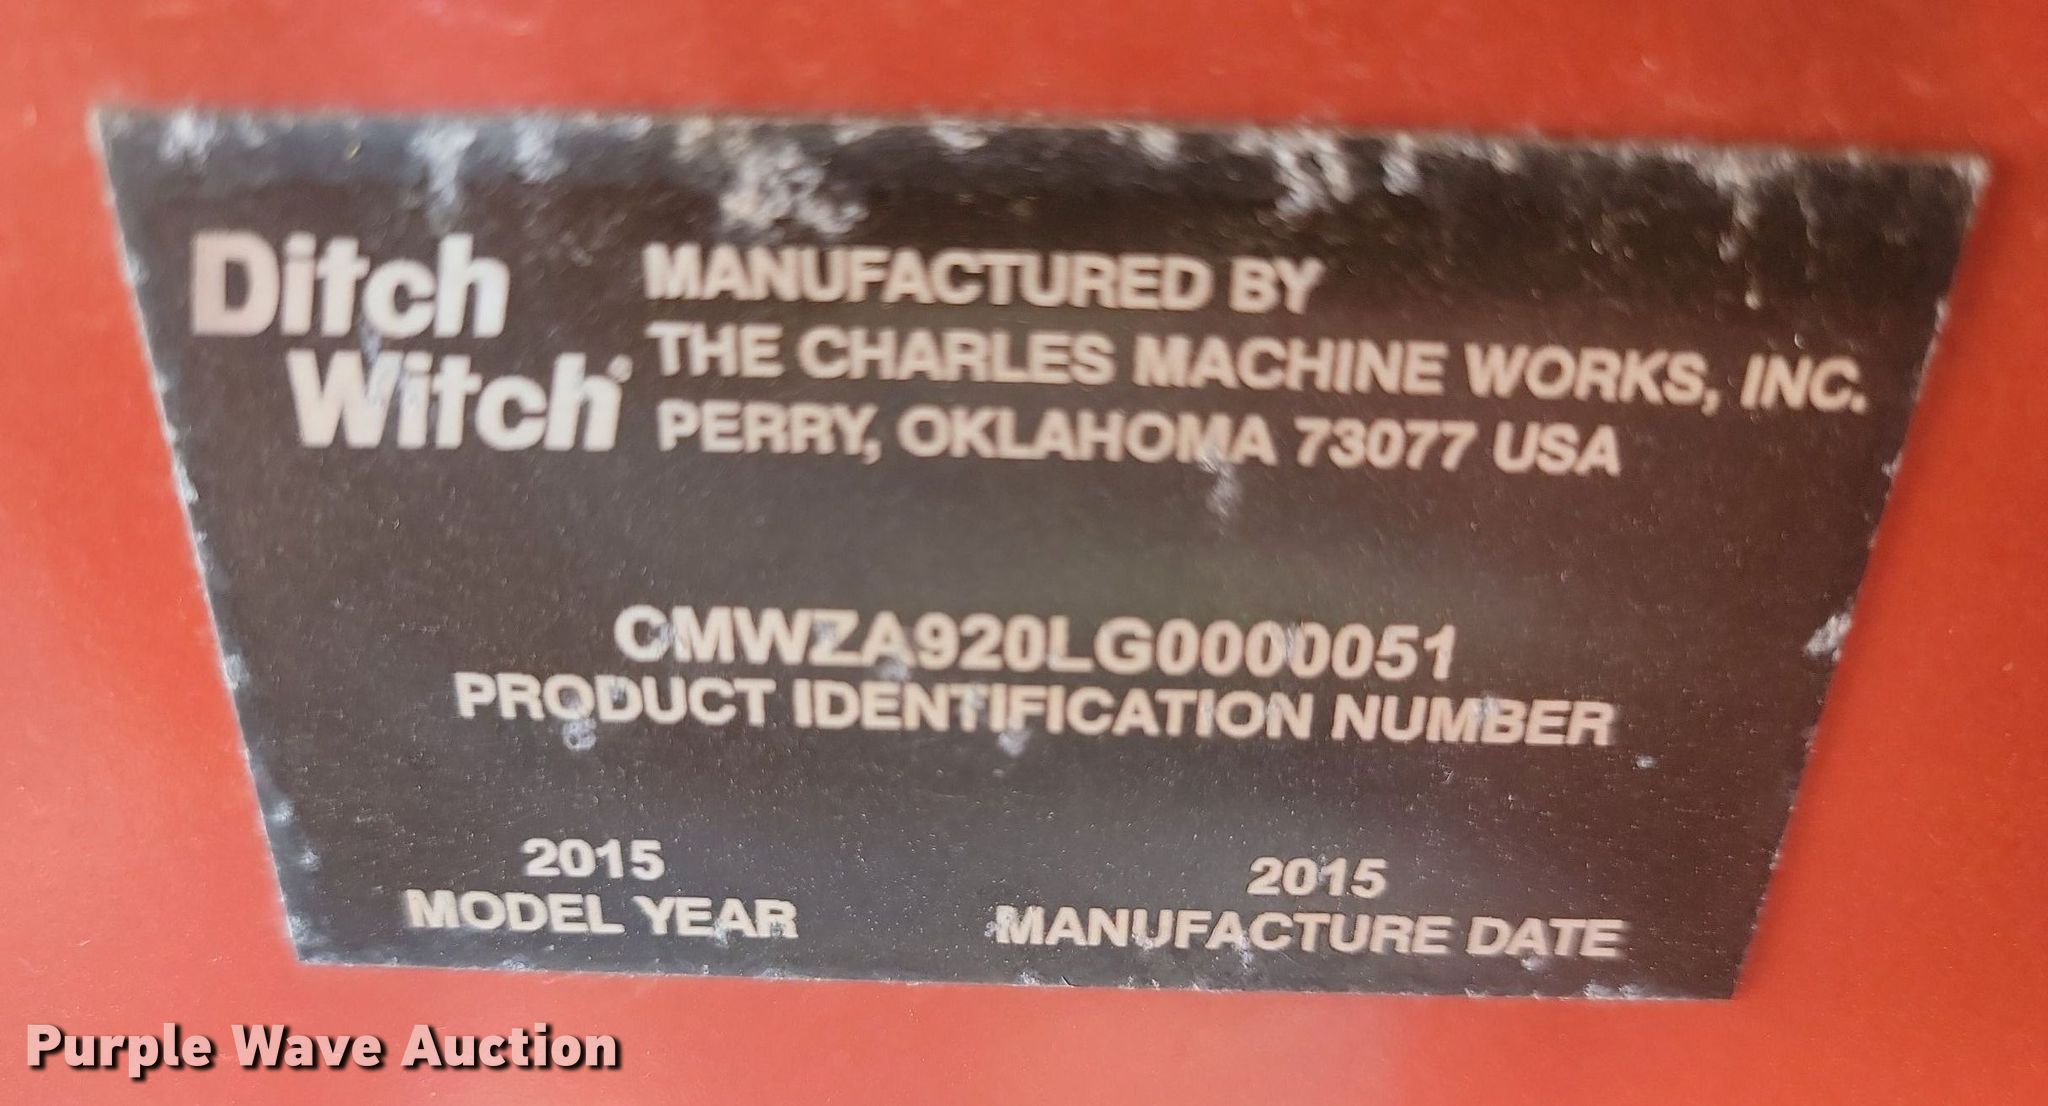 Ditch
Witch®
MANUFACTURED BY
THE CHARLES MACHINE WORKS, INC.
PERRY, OKLAHOMA 73077 USA
CMWZA920LG0000051
PRODUCT IDENTIFICATION NUMBER
2015
MODEL YEAR
2015
MANUFACTURE DATE
Purple Wave Auction